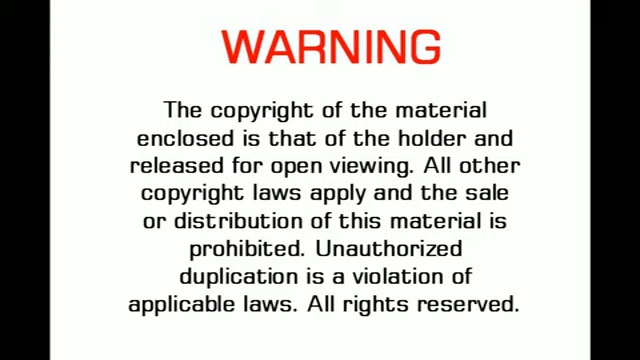 WARNING
The copyright of the material
enclosed is that of the holder and
released for open viewing. All other
copyright laws apply and the sale
or distribution of this material is
prohibited. Unauthorized
duplication is a violation of
applicable laws. All rights reserved.